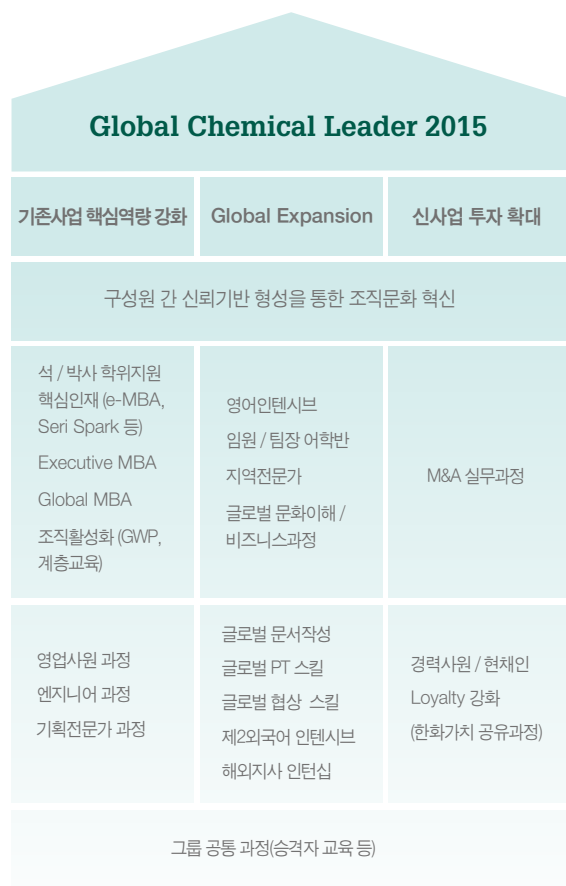 Global Chemical Leader 2015
기존사업 핵심역량 강화
Global Expansion
신사업 투자 확대
구성원 간 신뢰기반 형성을 통한 조직문화 혁신
석 / 박사 학위지원
핵심인재 (e-MBA,
Seri Spark 등)
Executive MBA
Global MBA
조직활성화 (GWP,
계층교육)
영어인텐시브
임원 / 팀장 어학반
지역전문가
글로벌 문화이해 /
비즈니스과정
M&A 실무과정
영업사원 과정
엔지니어 과정
기획전문가 과정
글로벌 문서작성
글로벌 PT 스킬
글로벌 협상 스킬
제2외국어 인텐시브
해외지사 인턴십
경력사원 / 현채인
Loyalty 강화
(한화가치 공유과정)
그룹 공통 과정(승격자 교육 등)